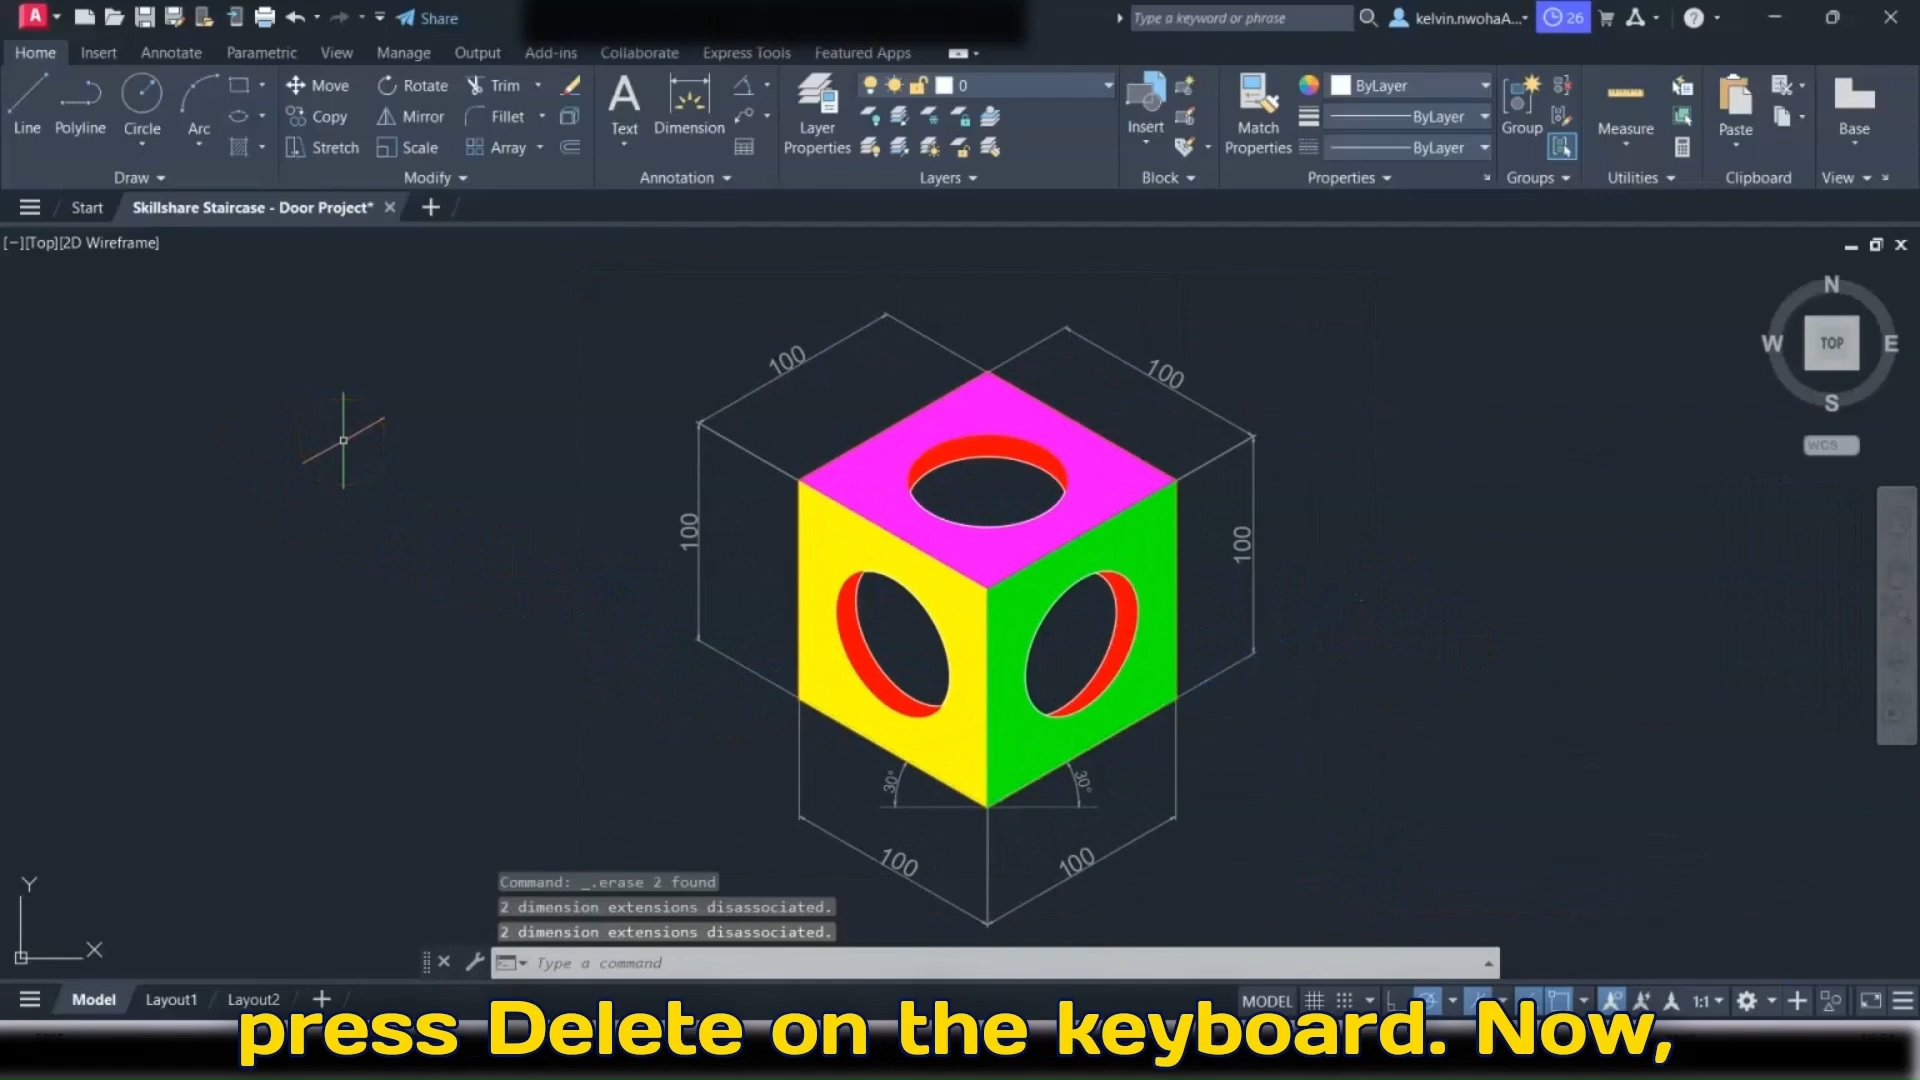 A
Share
Type a keyword or phrase
kelvin.nwohaA...
26
Home Insert Annotate Parametric View Manage Output Add-ins Collaborate Express Tools Featured Apps
Line Polyline Circle Arc
Move Rotate Trim
Copy Mirror Fillet
Stretch Scale Array
Text Dimension
Layer Properties
0
Insert
Match Properties
ByLayer
ByLayer
ByLayer
Group Measure Paste Base
Draw Modify Annotation Layers Block Properties Groups Utilities Clipboard View
Start Skillshare Staircase - Door Project*
[−][Top][2D Wireframe]
N
W TOP E
S
WCS
100
100
100
100
30°
30°
100
100
Y
X
Command: _.erase 2 found
2 dimension extensions disassociated.
2 dimension extensions disassociated.
Type a command
Model Layout1 Layout2
MODEL
1:1
press Delete on the keyboard. Now,